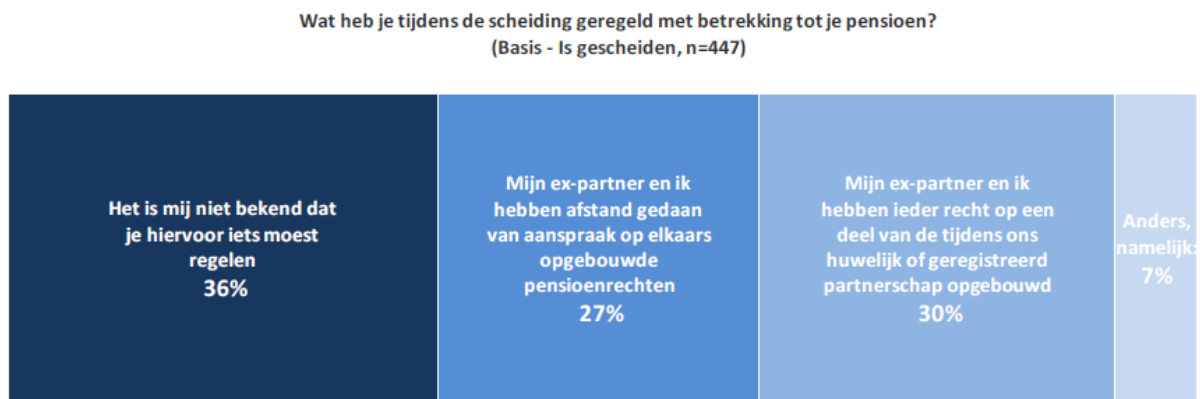 Wat heb je tijdens de scheiding geregeld met betrekking tot je pensioen?
(Basis - Is gescheiden, n=447)
Het is mij niet bekend dat
je hiervoor iets moest
regelen
36%
Mijn ex-partner en ik
hebben afstand gedaan
van aanspraak op elkaars
opgebouwde
pensioenrechten
27%
Mijn ex-partner en ik
hebben ieder recht op een
deel van de tijdens ons
huwelijk of geregistreerd
partnerschap opgebouwd
30%
Anders,
namelijk:
7%